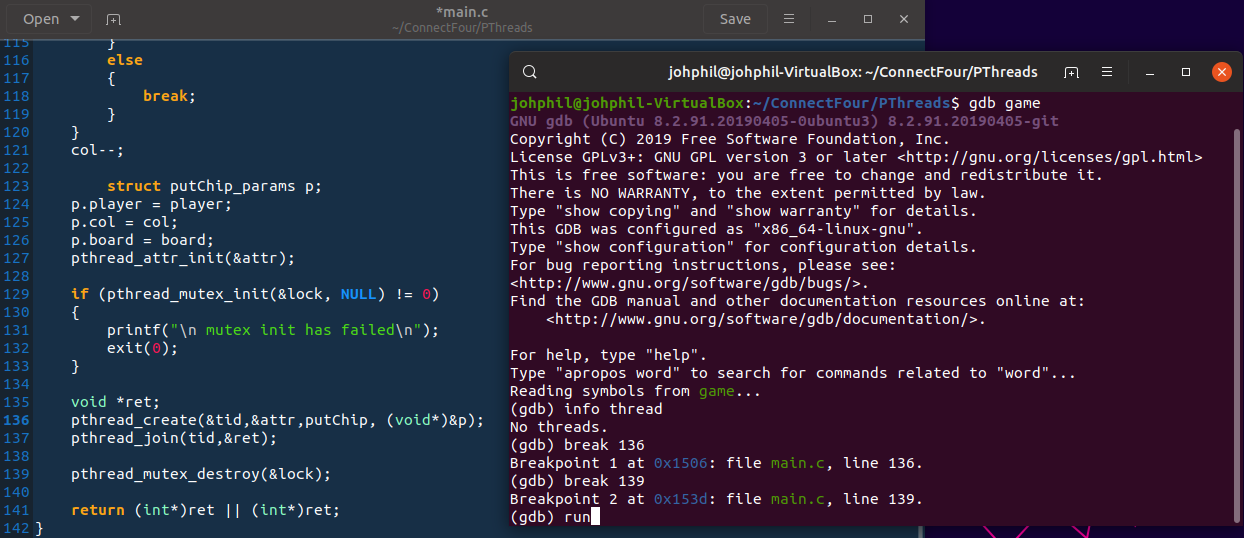 Open
*main.c
~/ConnectFour/PThreads
Save
115 }
116 else
117 {
118 break;
119 }
120 }
121 col--;
122
123 struct putChip_params p;
124 p.player = player;
125 p.col = col;
126 p.board = board;
127 pthread_attr_init(&attr);
128
129 if (pthread_mutex_init(&lock, NULL) != 0)
130 {
131 printf("\n mutex init has failed\n");
132 exit(0);
133 }
134
135 void *ret;
136 pthread_create(&tid,&attr,putChip, (void*)&p);
137 pthread_join(tid,&ret);
138
139 pthread_mutex_destroy(&lock);
140
141 return (int*)ret || (int*)ret;
142 }
johphil@johphil-VirtualBox: ~/ConnectFour/PThreads
johphil@johphil-VirtualBox:~/ConnectFour/PThreads$ gdb game
GNU gdb (Ubuntu 8.2.91.20190405-0ubuntu3) 8.2.91.20190405-git
Copyright (C) 2019 Free Software Foundation, Inc.
License GPLv3+: GNU GPL version 3 or later <http://gnu.org/licenses/gpl.html>
This is free software: you are free to change and redistribute it.
There is NO WARRANTY, to the extent permitted by law.
Type "show copying" and "show warranty" for details.
This GDB was configured as "x86_64-linux-gnu".
Type "show configuration" for configuration details.
For bug reporting instructions, please see:
<http://www.gnu.org/software/gdb/bugs/>.
Find the GDB manual and other documentation resources online at:
<http://www.gnu.org/software/gdb/documentation/>.
For help, type "help".
Type "apropos word" to search for commands related to "word"...
Reading symbols from game...
(gdb) info thread
No threads.
(gdb) break 136
Breakpoint 1 at 0x1506: file main.c, line 136.
(gdb) break 139
Breakpoint 2 at 0x153d: file main.c, line 139.
(gdb) run